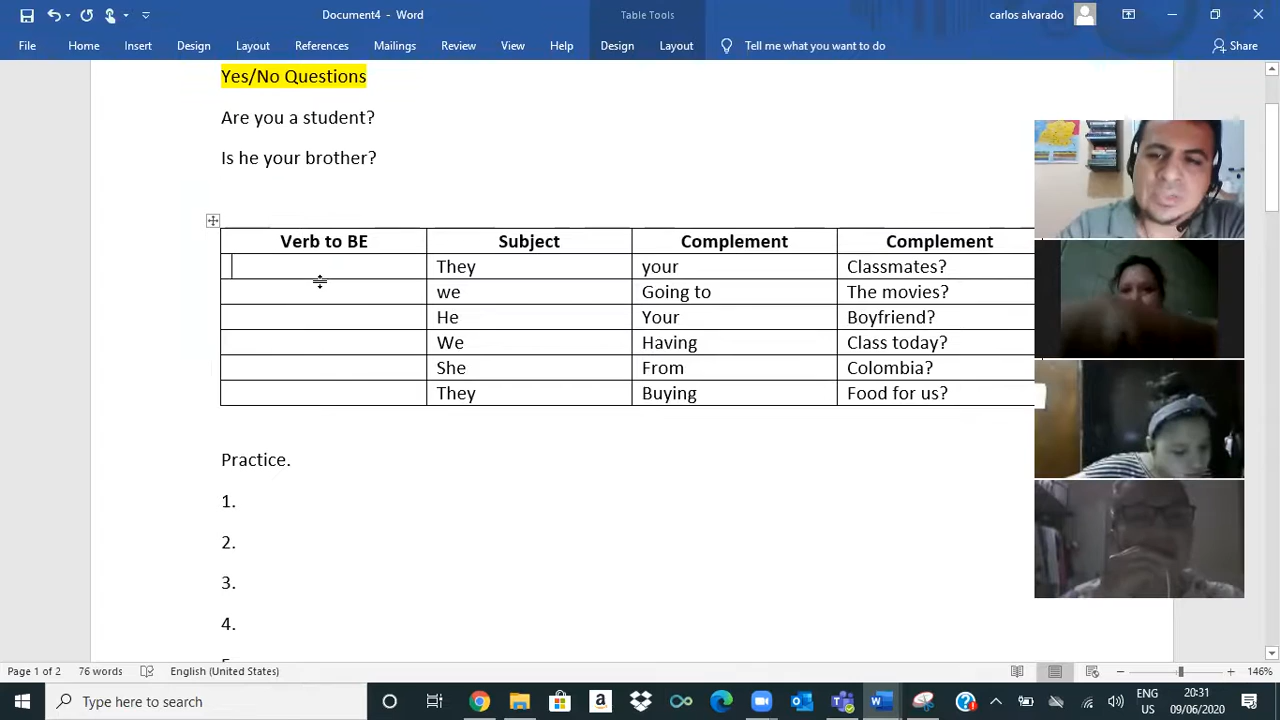 Document4 - Word
Table Tools
carlos alvarado
File Home Insert Design Layout References Mailings Review View Help Design Layout Tell me what you want to do Share
Yes/No Questions
Are you a student?
Is he your brother?
Verb to BE Subject Complement Complement
They your Classmates?
we Going to The movies?
He Your Boyfriend?
We Having Class today?
She From Colombia?
They Buying Food for us?
Practice.
1.
2.
3.
4.
Page 1 of 2 76 words English (United States) 146%
Type here to search
ENG
US
20:31
09/06/2020